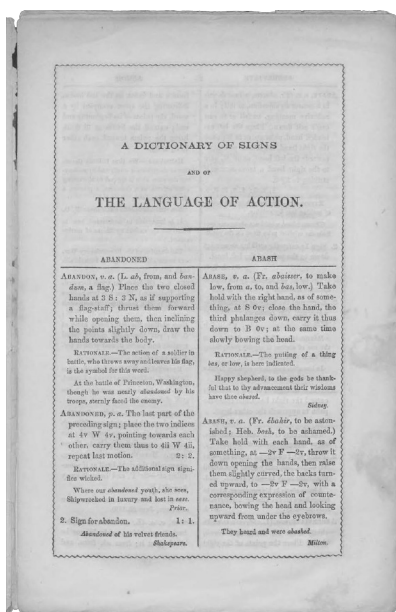 A DICTIONARY OF SIGNS
AND OF
THE LANGUAGE OF ACTION.
ABANDONED
ABANDON, v. a. (L. ab, from, and ban-
dum, a flag.) Place the two closed
hands at 3 S: 3 N, as if supporting
a flag-staff; thrust them forward
while opening them, then inclining
the points slightly down, draw the
hands towards the body.
RATIONALE.—The action of a soldier in
battle, who throws away and leaves his flag,
is the symbol for this word.
At the battle of Princeton, Washington,
though he was nearly abandoned by his
troops, sternly faced the enemy.
ABANDONED, p. a. The last part of the
preceding sign; place the two indices
at 4v W 4v, pointing towards each
other, carry them thus to 4ii W 4ii,
repeat last motion. 2: 2.
RATIONALE.—The additional sign signi-
fies wicked.
Where our abandoned youth, she sees,
Shipwrecked in luxury and lost in ease.
Prior.
2. Sign for abandon. 1: 1.
Abandoned of his velvet friends.
Shakspeare.
ABASH
ABASE, v. a. (Fr. abaisser, to make
low, from a, to, and bas, low.) Take
hold with the right hand, as of some-
thing, at S 0v; close the hand, the
third phalanges down, carry it thus
down to B 0v; at the same time
slowly bowing the head.
RATIONALE.—The putting of a thing
as, or low, is here indicated.
Happy shepherd, to the gods be thank-
ful that to thy advancement their wisdoms
have thee abased.
Sidney.
ABASH, v. a. (Fr. ébahir, to be aston-
ished; Heb. bosh, to be ashamed.)
Take hold with each hand, as of
something, at —2v F —2v, throw it
down opening the hands, then raise
them slightly curved, the backs turn-
ed upward, to —2v F —2v, with a
corresponding expression of counte-
nance, bowing the head and looking
upward from under the eyebrows.
They heard and were abashed.
Milton.